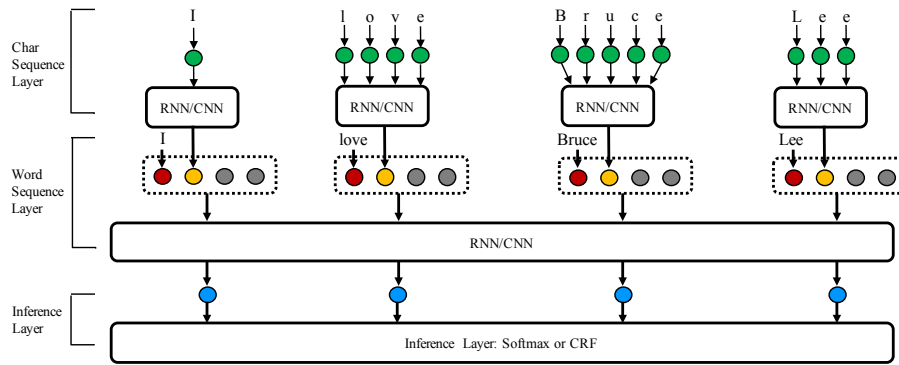 I l o v e B r u c e L e e
Char
Sequence
Layer
RNN/CNN RNN/CNN RNN/CNN RNN/CNN
I love Bruce Lee
Word
Sequence
Layer
RNN/CNN
Inference
Layer
Inference Layer: Softmax or CRF